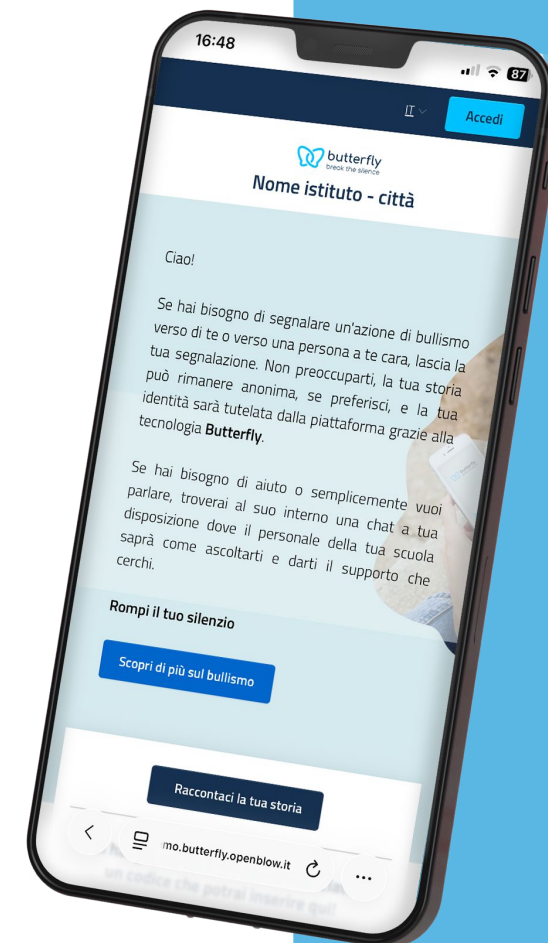 16:48
87
IT
Accedi
butterfly
break the silence
Nome istituto - città
Ciao!
Se hai bisogno di segnalare un'azione di bullismo
verso di te o verso una persona a te cara, lascia la
tua segnalazione. Non preoccuparti, la tua storia
può rimanere anonima, se preferisci, e la tua
identità sarà tutelata dalla piattaforma grazie alla
tecnologia Butterfly.
Se hai bisogno di aiuto o semplicemente vuoi
parlare, troverai al suo interno una chat a tua
disposizione dove il personale della tua scuola
saprà come ascoltarti e darti il supporto che
cerchi.
Rompi il tuo silenzio
Scopri di più sul bullismo
Raccontaci la tua storia
mo.butterfly.openblow.it
un codice che potrai inserire qui!